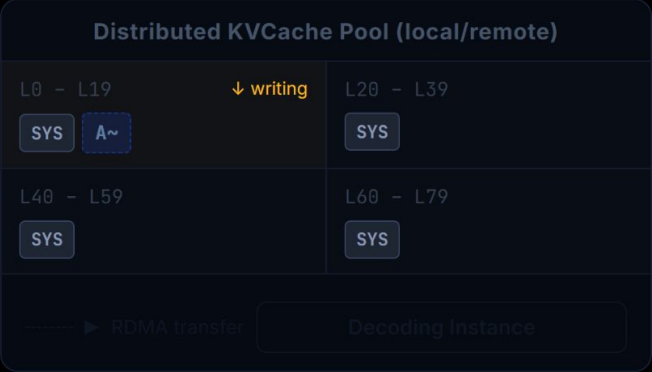 Distributed KVCache Pool (local/remote)
L0 – L19 ↓ writing L20 – L39
SYS A~ SYS
L40 – L59 L60 – L79
SYS SYS
▶ RDMA transfer Decoding Instance